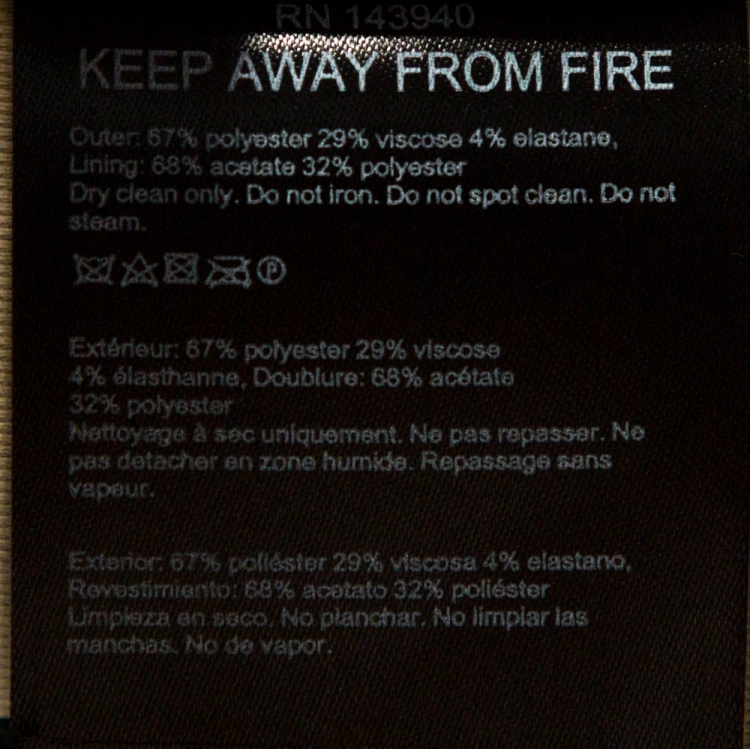 RN 143940
KEEP AWAY FROM FIRE
Outer: 67% polyester 29% viscose 4% elastane,
Lining: 68% acetate 32% polyester
Dry clean only. Do not iron. Do not spot clean. Do not
steam.
P
Extérieur: 67% polyester 29% viscose
4% élasthanne, Doublure: 68% acétate
32% polyester
Nettoyage à sec uniquement. Ne pas repasser. Ne
pas detacher en zone humide. Repassage sans
vapeur.
Exterior: 67% poliéster 29% viscosa 4% elastano,
Revestimiento: 68% acetato 32% poliéster
Limpieza en seco. No planchar. No limpiar las
manchas. No de vapor.